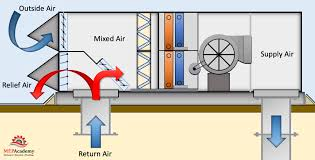 Outside Air
Mixed Air
Supply Air
Relief Air
MEPAcademy
Return Air